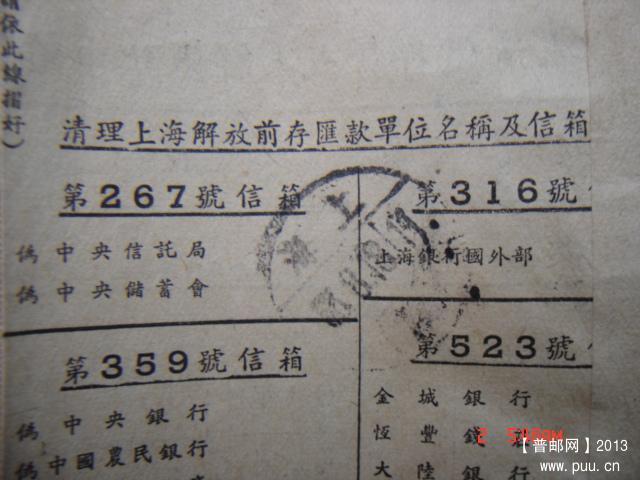 請依此線摺好）
清理上海解放前存匯款單位名稱及信箱
第267號信箱
偽中央信託局
偽中央儲蓄會
第316號信
上海銀行國外部
第359號信箱
偽中央銀行
偽中國農民銀行
第523號信
金城銀行
恆豐錢
大陸銀行
上海
【普邮网】2013
www.puu.cn